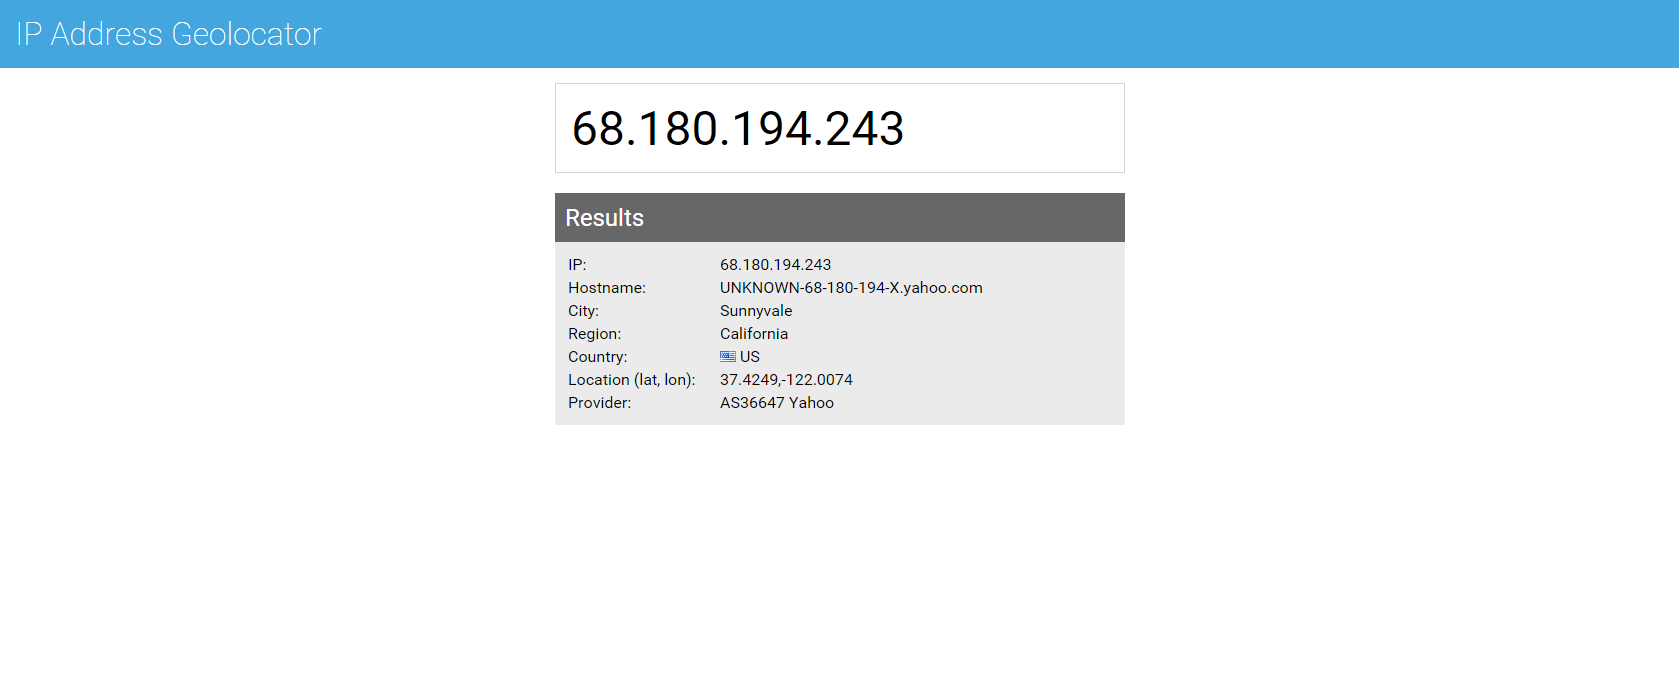 IP Address Geolocator
68.180.194.243
Results
IP: 68.180.194.243
Hostname: UNKNOWN-68-180-194-X.yahoo.com
City: Sunnyvale
Region: California
Country: US
Location (lat, lon): 37.4249,-122.0074
Provider: AS36647 Yahoo